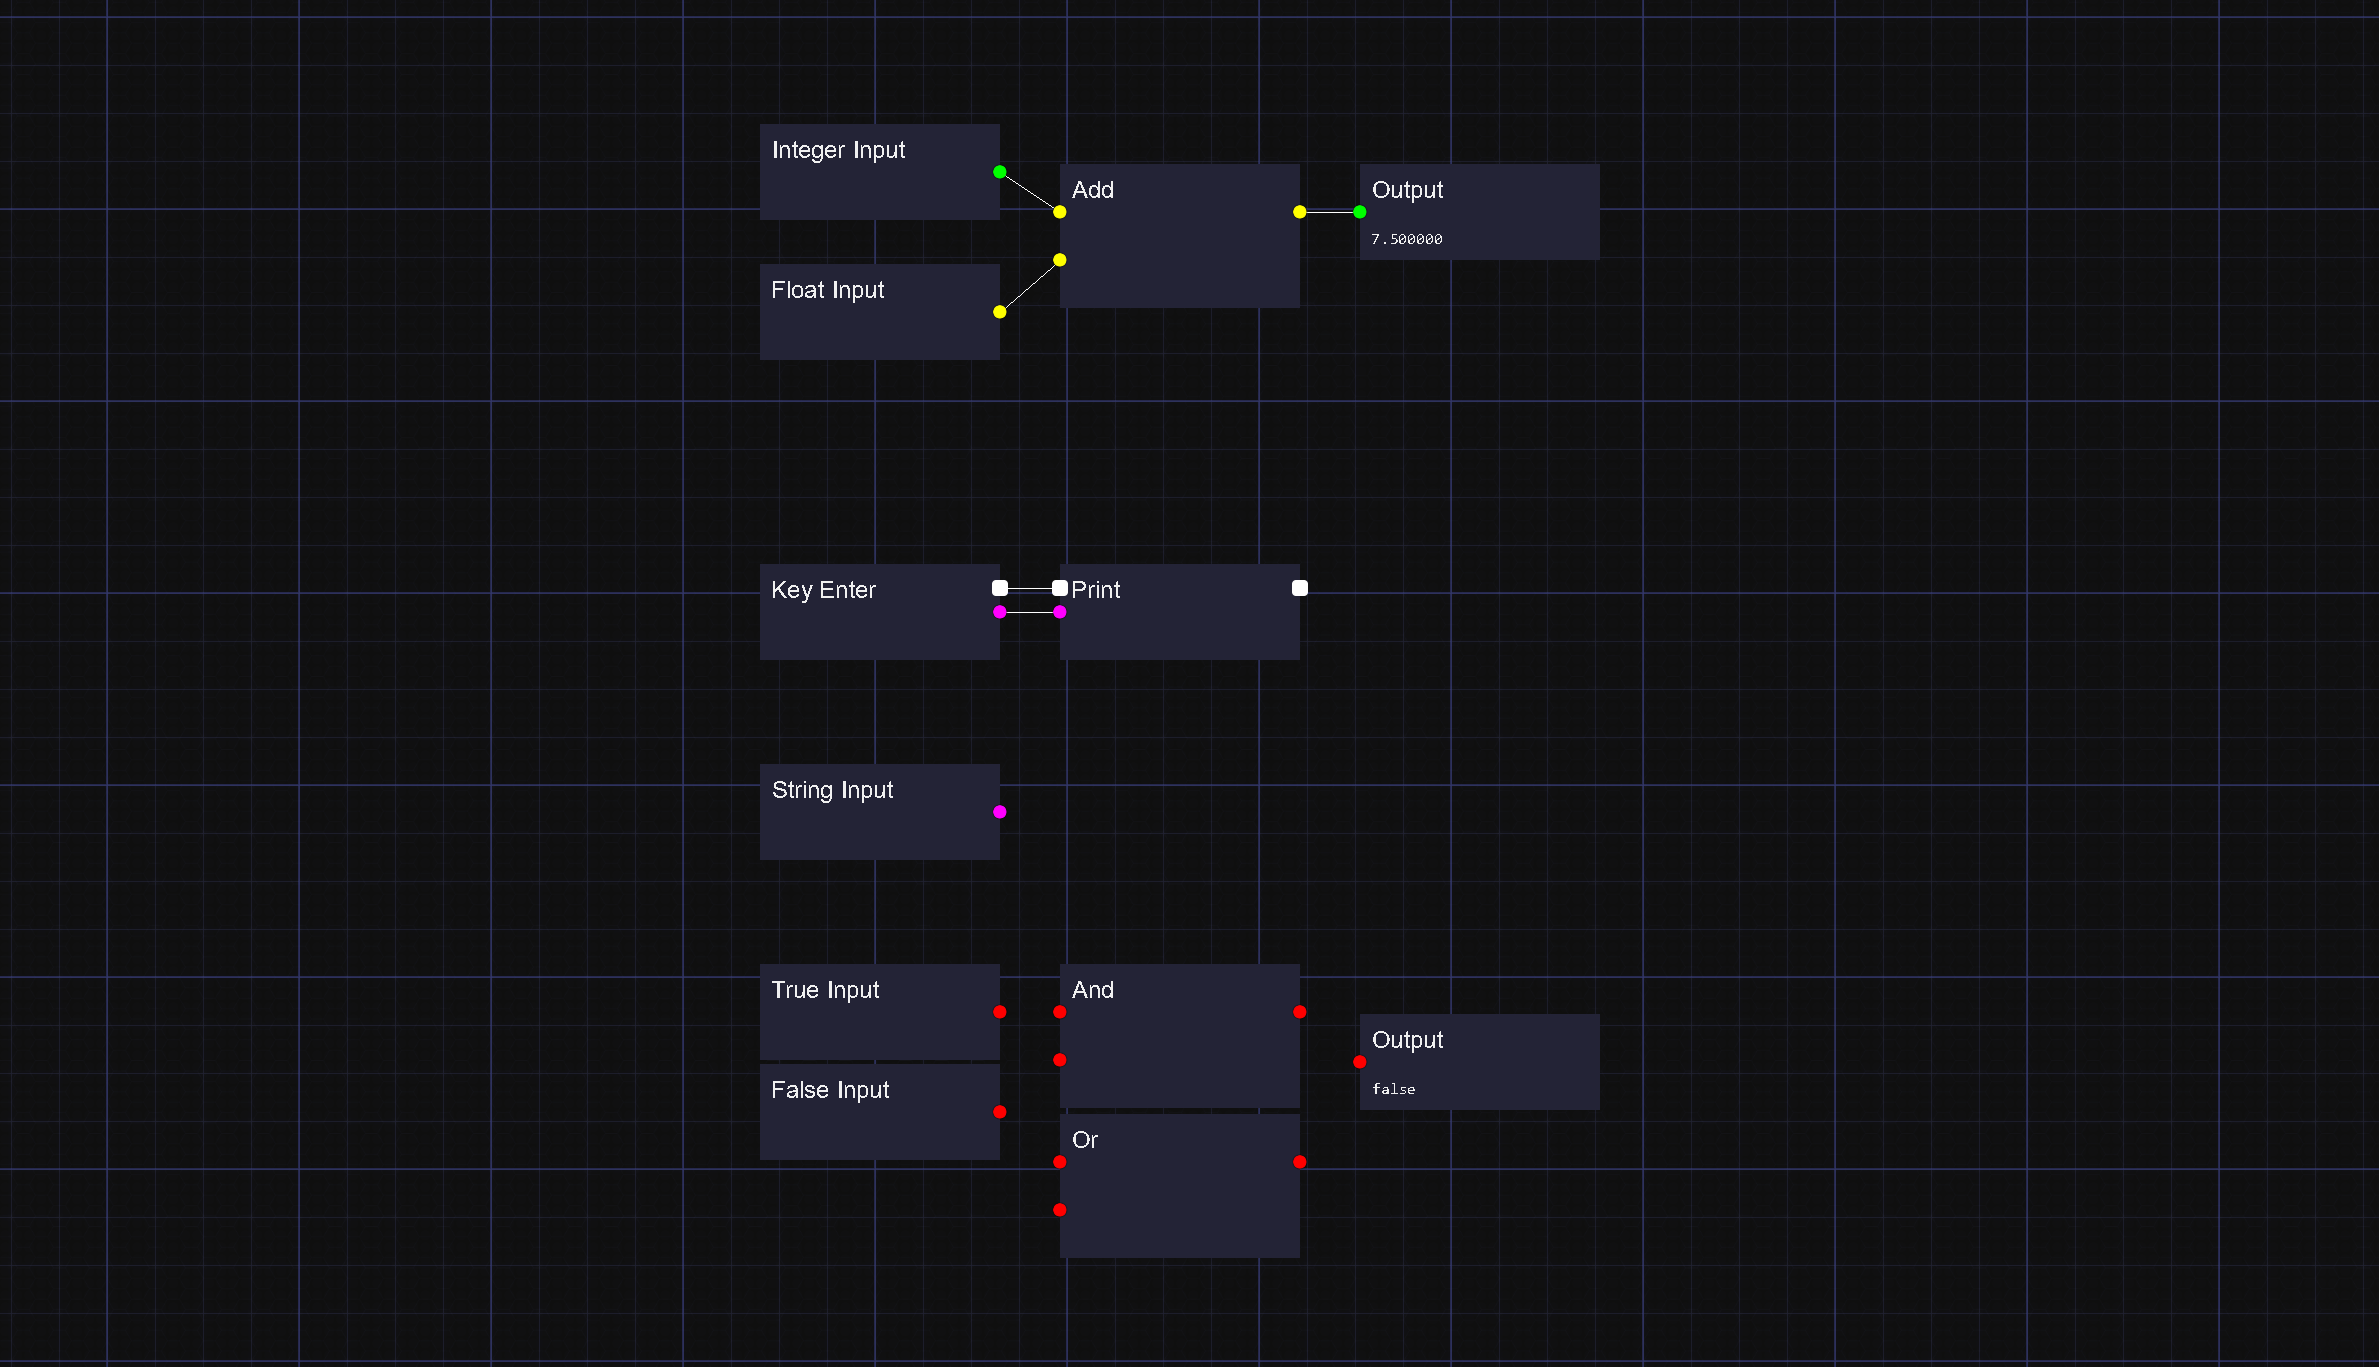 Integer Input
Add
Output
7.500000
Float Input
Key Enter
Print
String Input
True Input
And
Output
false
False Input
Or